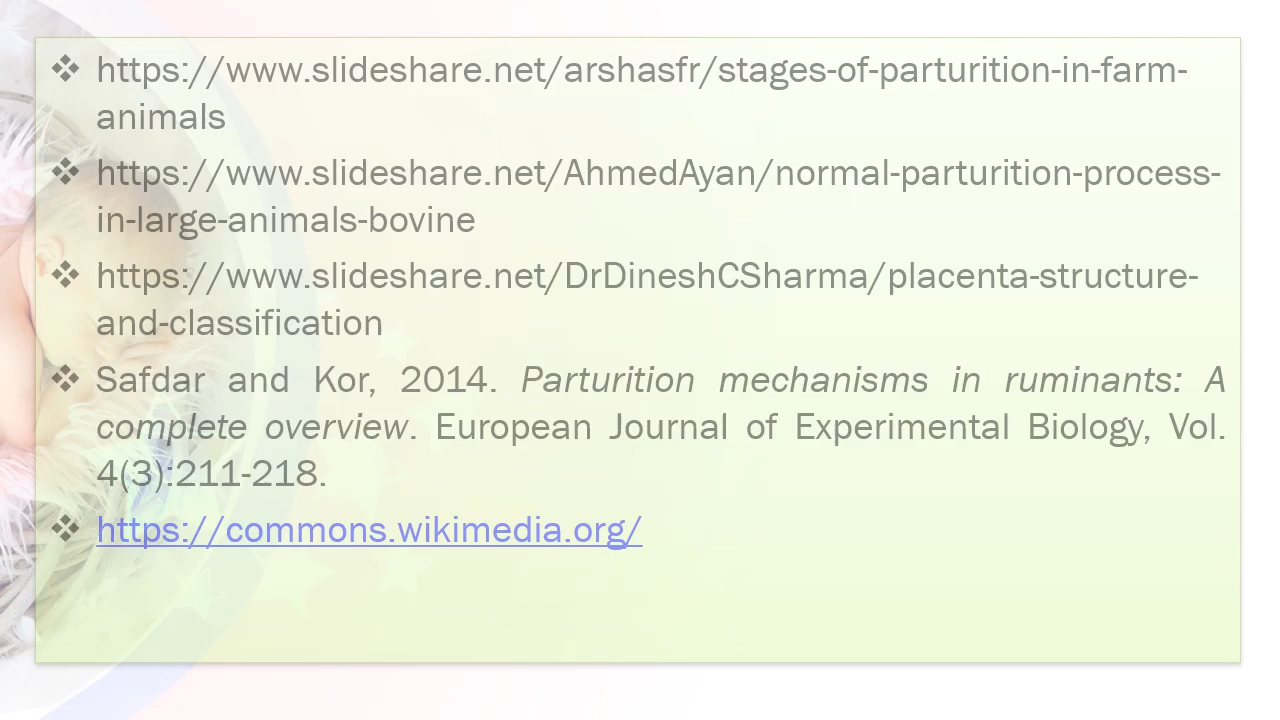 ❖ https://www.slideshare.net/arshasfr/stages-of-parturition-in-farm-
animals
❖ https://www.slideshare.net/AhmedAyan/normal-parturition-process-
in-large-animals-bovine
❖ https://www.slideshare.net/DrDineshCSharma/placenta-structure-
and-classification
❖ Safdar and Kor, 2014. Parturition mechanisms in ruminants: A
complete overview. European Journal of Experimental Biology, Vol.
4(3):211-218.
❖ https://commons.wikimedia.org/